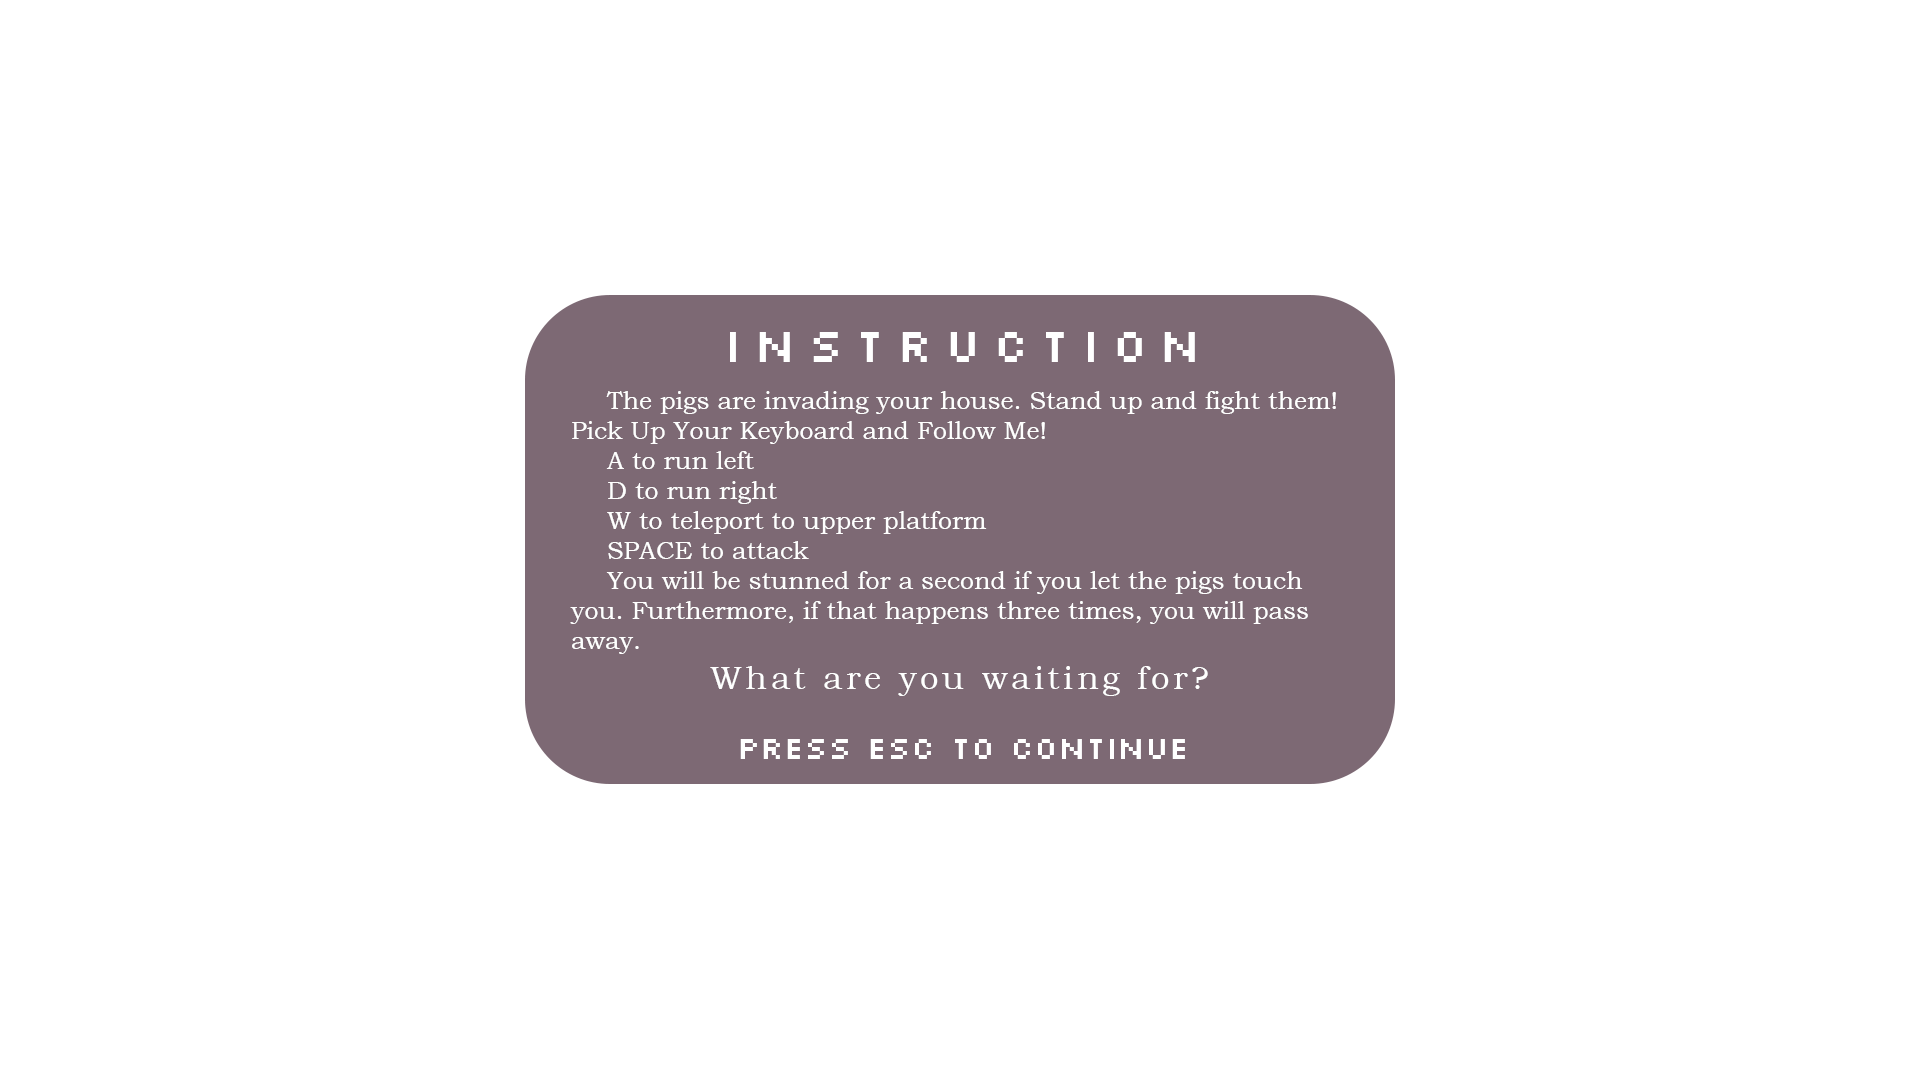 INSTRUCTION
The pigs are invading your house. Stand up and fight them!
Pick Up Your Keyboard and Follow Me!
A to run left
D to run right
W to teleport to upper platform
SPACE to attack
You will be stunned for a second if you let the pigs touch
you. Furthermore, if that happens three times, you will pass
away.
What are you waiting for?
PRESS ESC TO CONTINUE